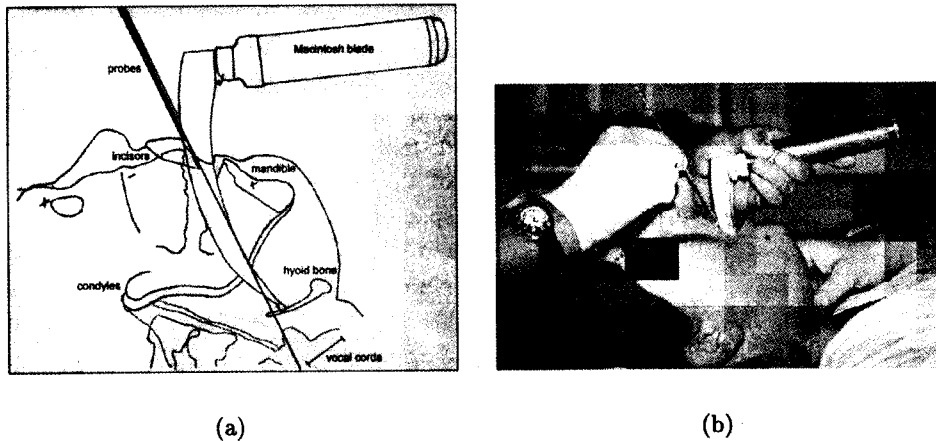 Macintosh blade
probes
incisors
mandible
hyoid bone
condyles
vocal cords
(a)
(b)